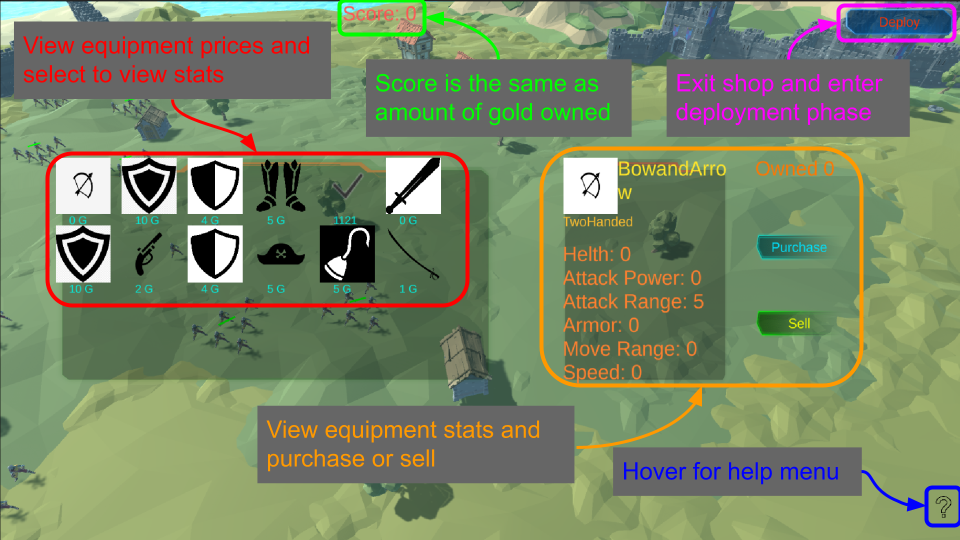 Score: 0
Deploy
View equipment prices and
select to view stats
Score is the same as
amount of gold owned
Exit shop and enter
deployment phase
0 G 10 G 4 G 5 G 1121 0 G
10 G 2 G 4 G 5 G 5 G 1 G
BowandArro
w
Owned 0
TwoHanded
Purchase
Helth: 0
Attack Power: 0
Attack Range: 5
Armor: 0
Move Range: 0
Speed: 0
Sell
View equipment stats and
purchase or sell
Hover for help menu
?